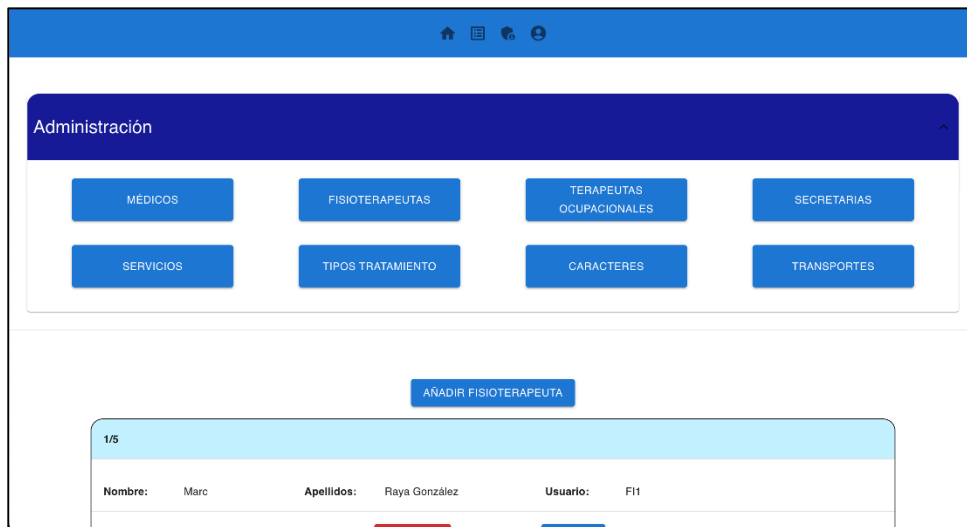 Administración
MÉDICOS
FISIOTERAPEUTAS
TERAPEUTAS
OCUPACIONALES
SECRETARIAS
SERVICIOS
TIPOS TRATAMIENTO
CARACTERES
TRANSPORTES
AÑADIR FISIOTERAPEUTA
1/5
Nombre: Marc Apellidos: Raya González Usuario: FI1